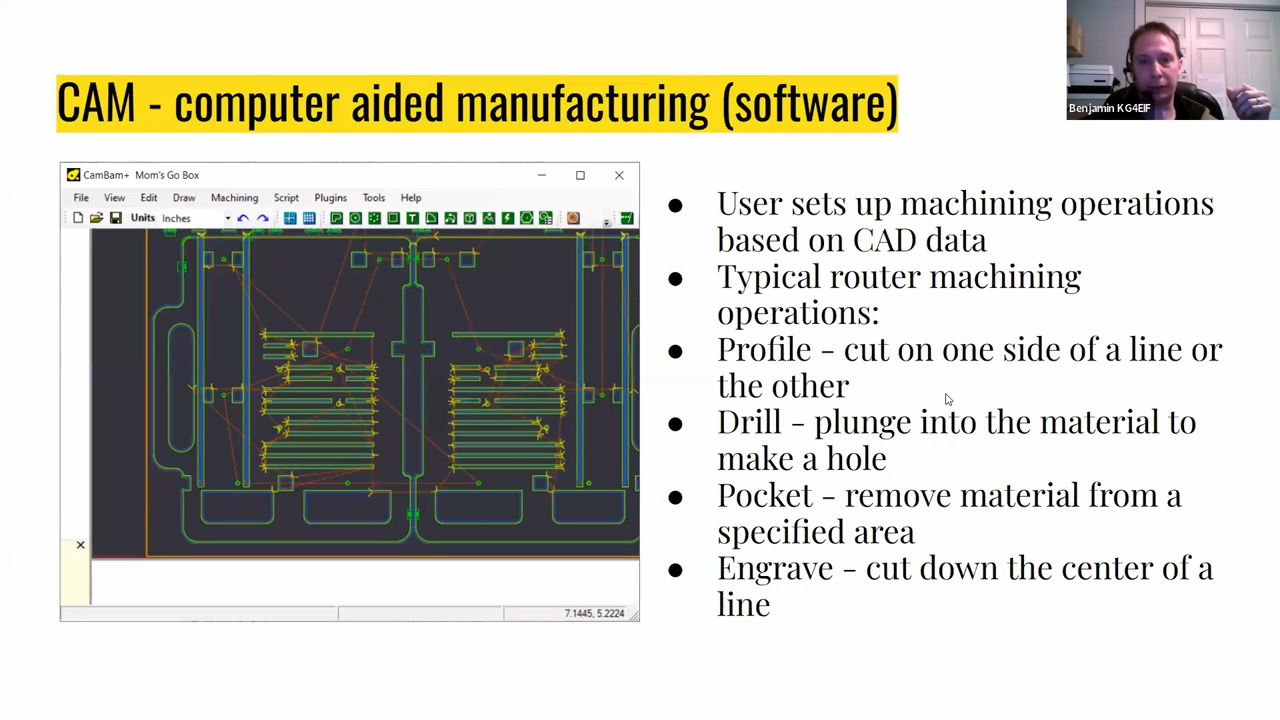 Benjamin KG4EIF
CAM - computer aided manufacturing (software)
CamBam+ Mom's Go Box
File View Edit Draw Machining Script Plugins Tools Help
Units Inches
7.1445, 5.2224
● User sets up machining operations
based on CAD data
● Typical router machining
operations:
● Profile - cut on one side of a line or
the other
● Drill - plunge into the material to
make a hole
● Pocket - remove material from a
specified area
● Engrave - cut down the center of a
line